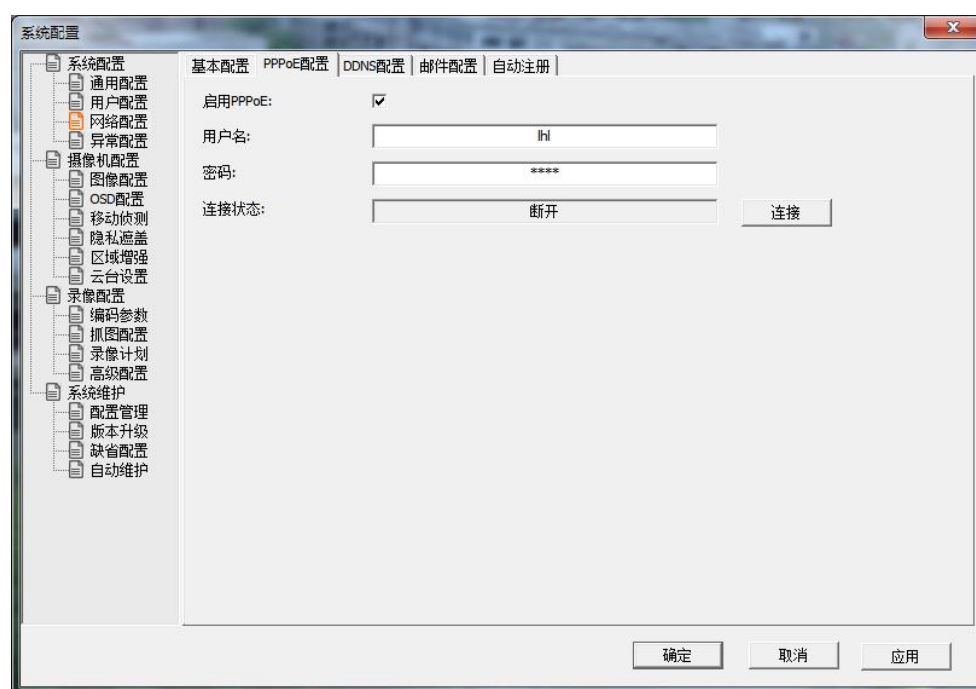 系统配置
系统配置
通用配置
用户配置
网络配置
异常配置
摄像机配置
图像配置
OSD配置
移动侦测
隐私遮盖
区域增强
云台设置
录像配置
编码参数
抓图配置
录像计划
高级配置
系统维护
配置管理
版本升级
缺省配置
自动维护
基本配置 PPPoE配置 DDNS配置 邮件配置 自动注册
启用PPPoE:
用户名: lhl
密码: ****
连接状态: 断开 连接
确定 取消 应用